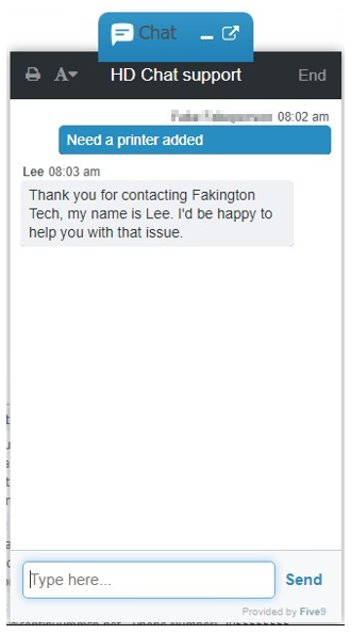 Chat
A
HD Chat support
End
08:02 am
Need a printer added
Lee 08:03 am
Thank you for contacting Fakington
Tech, my name is Lee. I'd be happy to
help you with that issue.
Type here...
Send
Provided by Five9